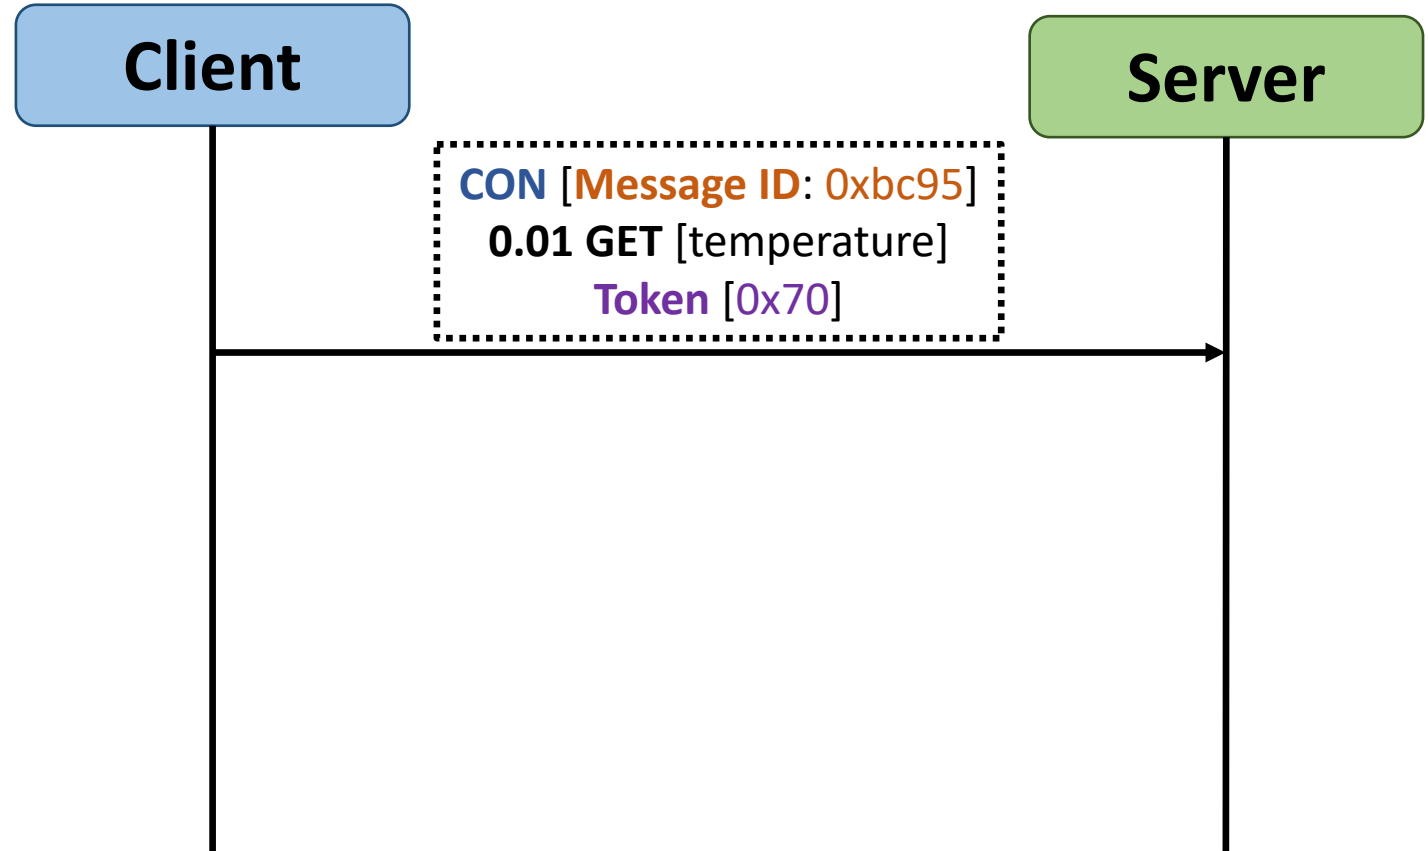 Client
Server
CON [Message ID: 0xbc95]
0.01 GET [temperature]
Token [0x70]